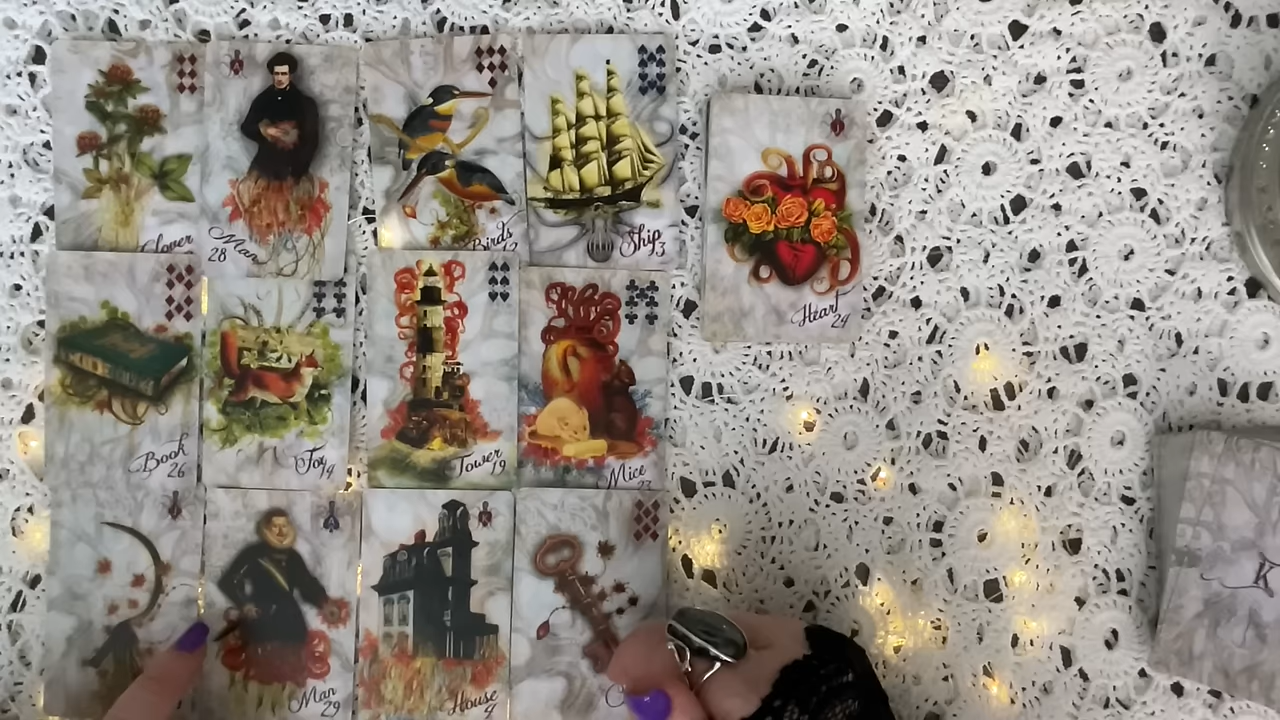 Clover
Man
28
Birds
12
Ship
3
Heart
24
Book
26
Fox
14
Tower
19
Mice
23
Man
29
House
4
K